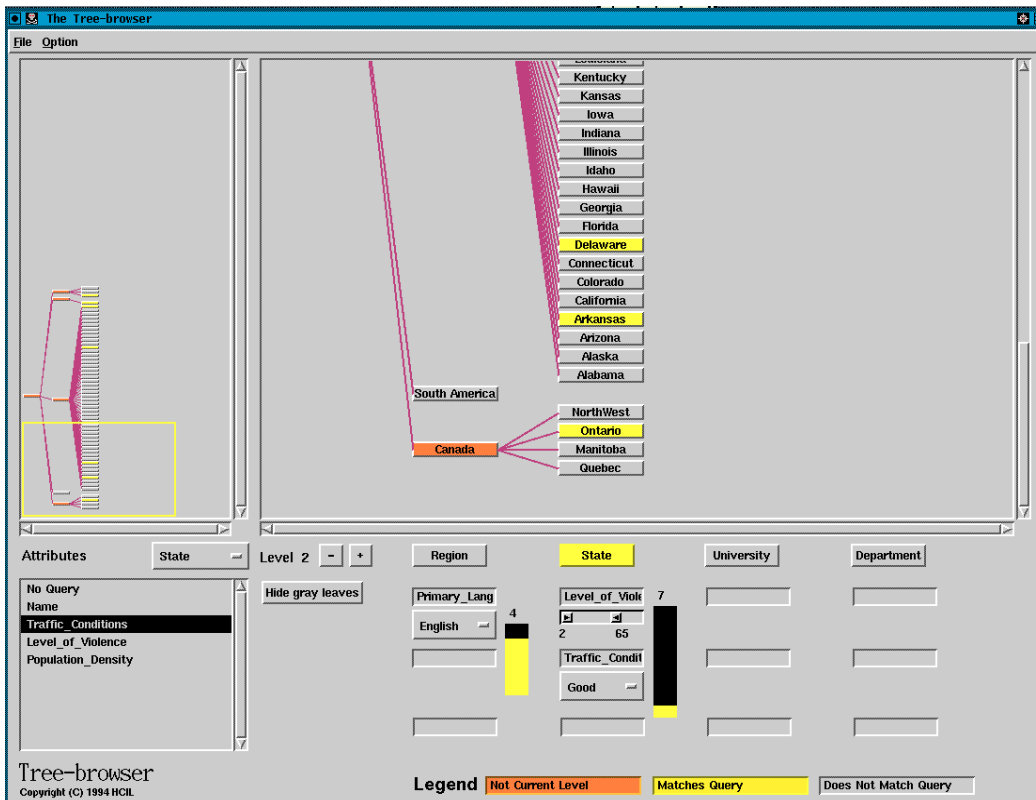 The Tree-browser
File Option
Louisiana
Kentucky
Kansas
Iowa
Indiana
Illinois
Idaho
Hawaii
Georgia
Florida
Delaware
Connecticut
Colorado
California
Arkansas
Arizona
Alaska
Alabama
South America
NorthWest
Ontario
Canada
Manitoba
Quebec
Attributes State Level 2 - + Region State University Department
No Query
Name
Traffic_Conditions
Level_of_Violence
Population_Density
Hide gray leaves
Primary_Lang
English
4
Level_of_Viole
2 65
7
Traffic_Condit
Good
Tree-browser
Copyright (C) 1994 HCIL
Legend Not Current Level Matches Query Does Not Match Query